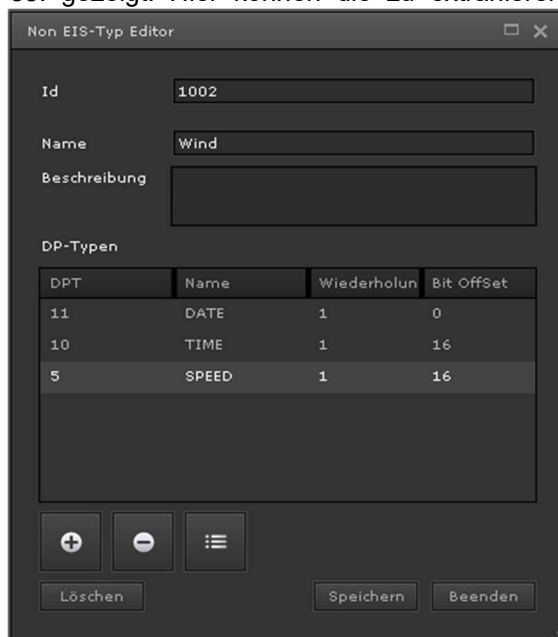 Non EIS-Typ Editor
Id 1002
Name Wind
Beschreibung
DP-Typen
DPT Name Wiederholun Bit OffSet
11 DATE 1 0
10 TIME 1 16
5 SPEED 1 16
Löschen Speichern Beenden